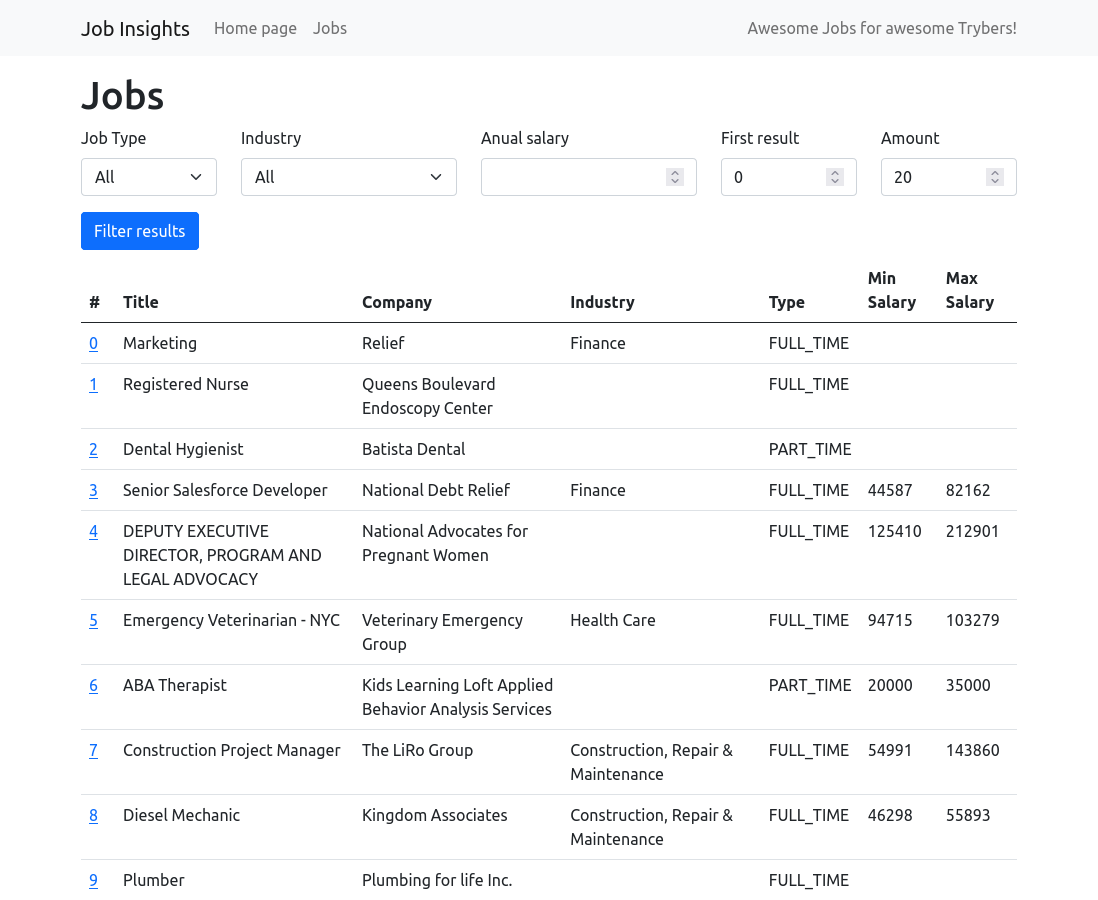 Job Insights Home page Jobs Awesome Jobs for awesome Trybers!
Jobs
Job Type Industry Anual salary First result Amount
All All 0 20
Filter results
# Title Company Industry Type Min Salary Max Salary
0 Marketing Relief Finance FULL_TIME
1 Registered Nurse Queens Boulevard FULL_TIME
Endoscopy Center
2 Dental Hygienist Batista Dental PART_TIME
3 Senior Salesforce Developer National Debt Relief Finance FULL_TIME 44587 82162
4 DEPUTY EXECUTIVE National Advocates for FULL_TIME 125410 212901
DIRECTOR, PROGRAM AND Pregnant Women
LEGAL ADVOCACY
5 Emergency Veterinarian - NYC Veterinary Emergency Health Care FULL_TIME 94715 103279
Group
6 ABA Therapist Kids Learning Loft Applied PART_TIME 20000 35000
Behavior Analysis Services
7 Construction Project Manager The LiRo Group Construction, Repair & FULL_TIME 54991 143860
Maintenance
8 Diesel Mechanic Kingdom Associates Construction, Repair & FULL_TIME 46298 55893
Maintenance
9 Plumber Plumbing for life Inc. FULL_TIME